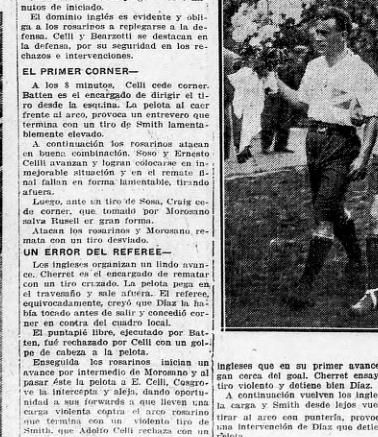 nutos de iniciado.
El dominio inglés es evidente y obli-
ga a los rosarinos a replegarse a la de-
fensa. Celli y Bearzotti se destacan en
la defensa, por su seguridad en los re-
chazos e intervenciones.
EL PRIMER CORNER—
A los 8 minutos, Celli cede corner.
Batten es el encargado de dirigir el ti-
ro desde la esquina. La pelota al caer
frente al arco, provoca un entrevero que
termina con un tiro de Smith lamenta-
blemente elevado.
A continuación los rosarinos atacan
en buena combinación. Soso y Ernesto
Celli avanzan y logran colocarse en in-
mejorable situación y en el remate fi-
nal fallan en forma lamentable, tirando
afuera.
Luego, ante un tiro de Sosa, Craig ce-
de corner, que tomado por Morosano
salva Rusell er gran forma.
Atacan los rosarinos y Morosano re-
mata con un tiro desviado.
UN ERROR DEL REFEREE—
Los ingleses organizan un lindo avan-
ce. Cherret es el encargado de rematar
con un tiro cruzado. La pelota pega en
el travesaño y sale afuera. El referee,
equivocadamente, creyó que Díaz la ha-
bía tocado antes de salir y concedió cor-
ner en contra del cuadro local.
El puntapié libre, ejecutado por Bat-
ten, fué rechazado por Celli con un gol-
pe de cabeza a la pelota.
Enseguida los rosarinos inician un
avance por intermedio de Morosano y al
pasar éste la pelota a E. Celli, Cosgro-
ve la intercepta y aleja, dando oportu-
nidad a sus forwards a que lleven una
carga violenta contra el arco rosarino
que termina con un violento tiro de
Smith, que Adolfo Celli rechaza con un
ingleses que en su primer avance
gan cerca del goal. Cherret ensay
tiro violento y detiene bien Díaz.
A continuación vuelven los ingle
la carga y Smith desde lejos vue
tirar al arco con puntería, provoc
una intervención de Díaz que detie
pelota.